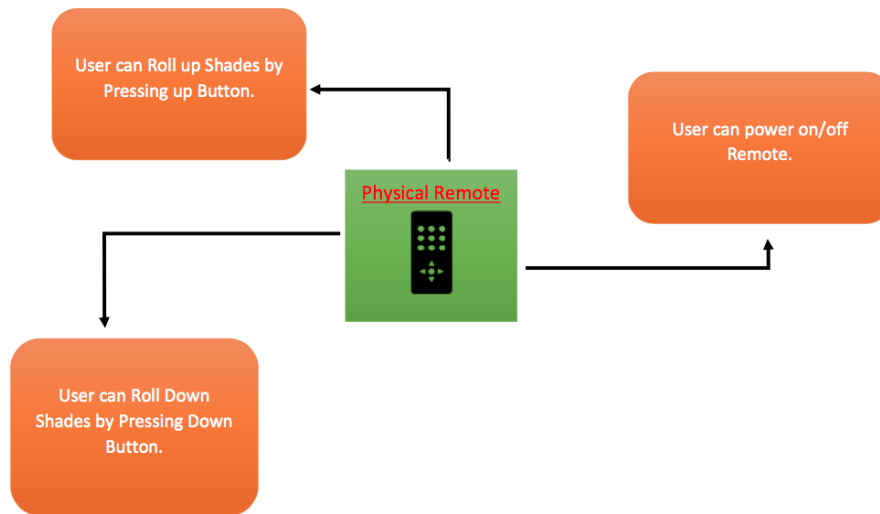 User can Roll up Shades by
Pressing up Button.
User can power on/off
Remote.
Physical Remote
User can Roll Down
Shades by Pressing Down
Button.